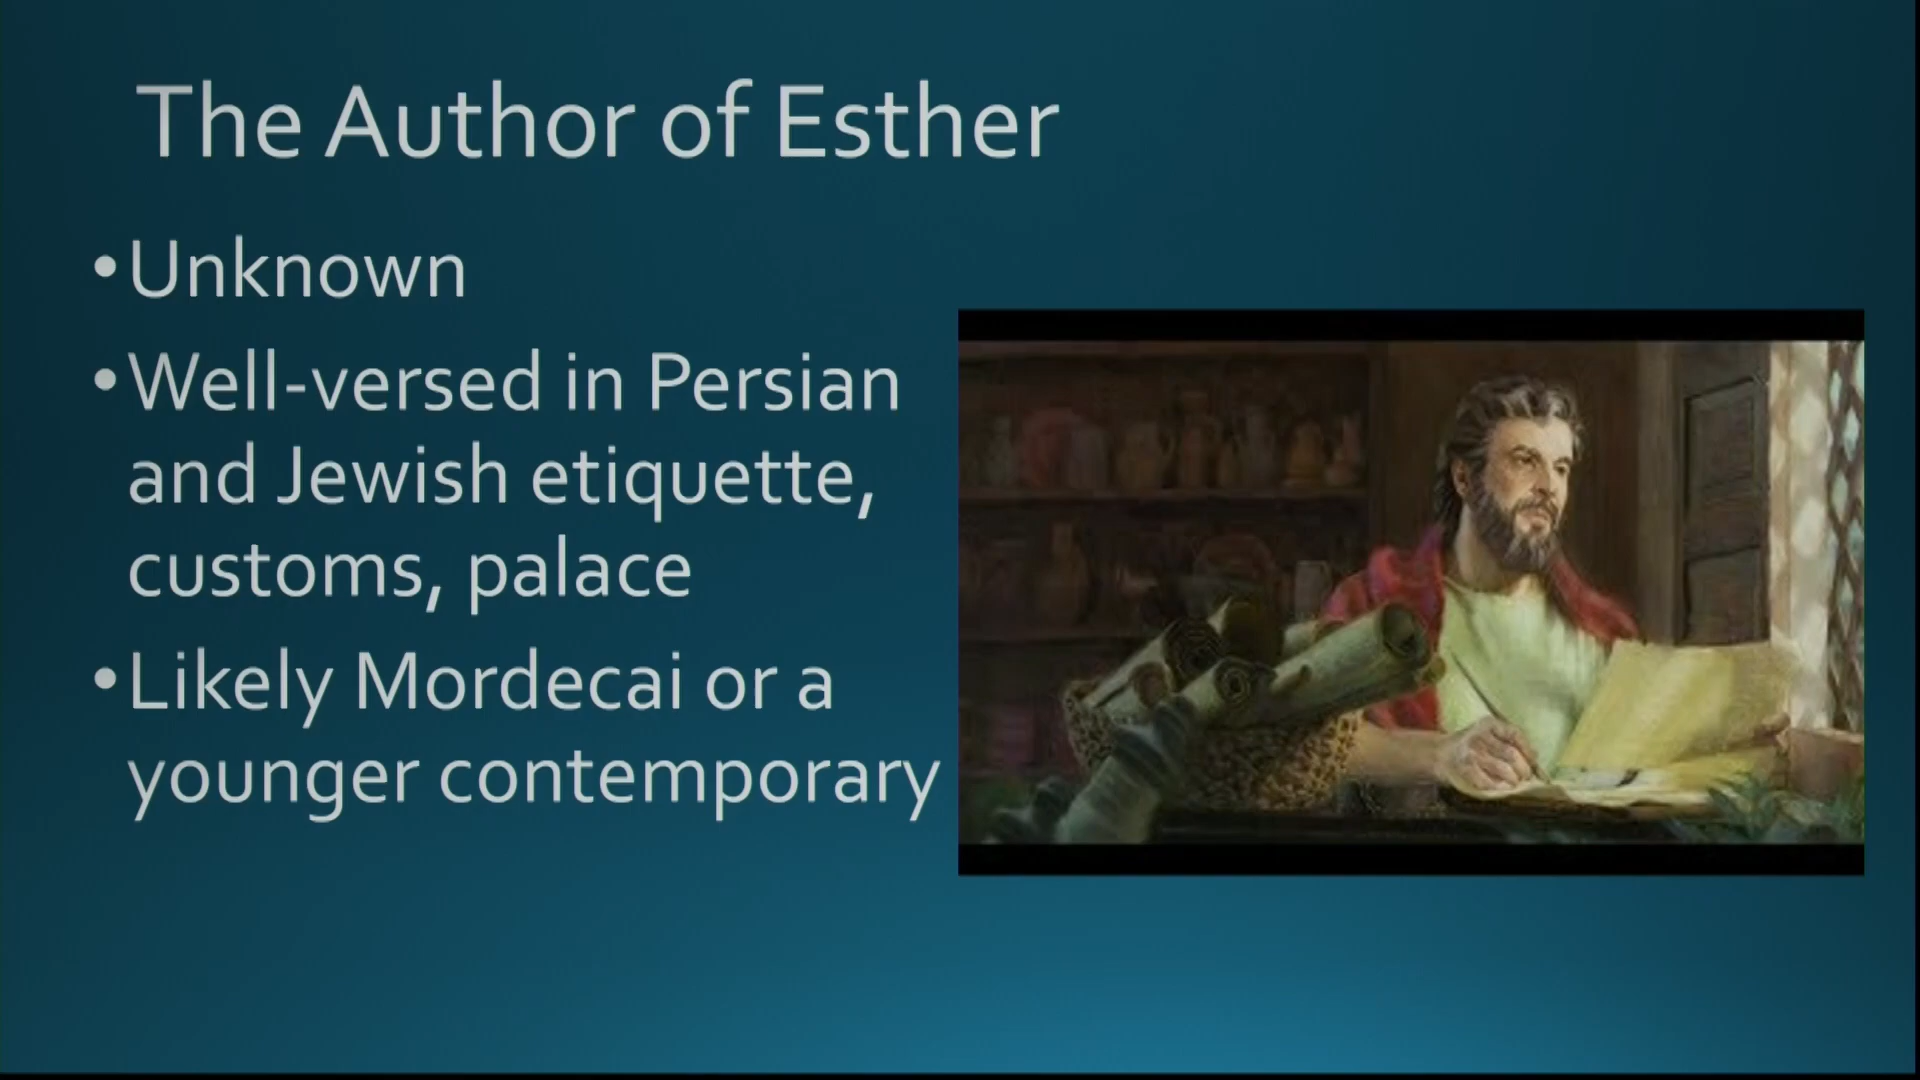 The Author of Esther
•Unknown
•Well-versed in Persian
and Jewish etiquette,
customs, palace
•Likely Mordecai or a
younger contemporary